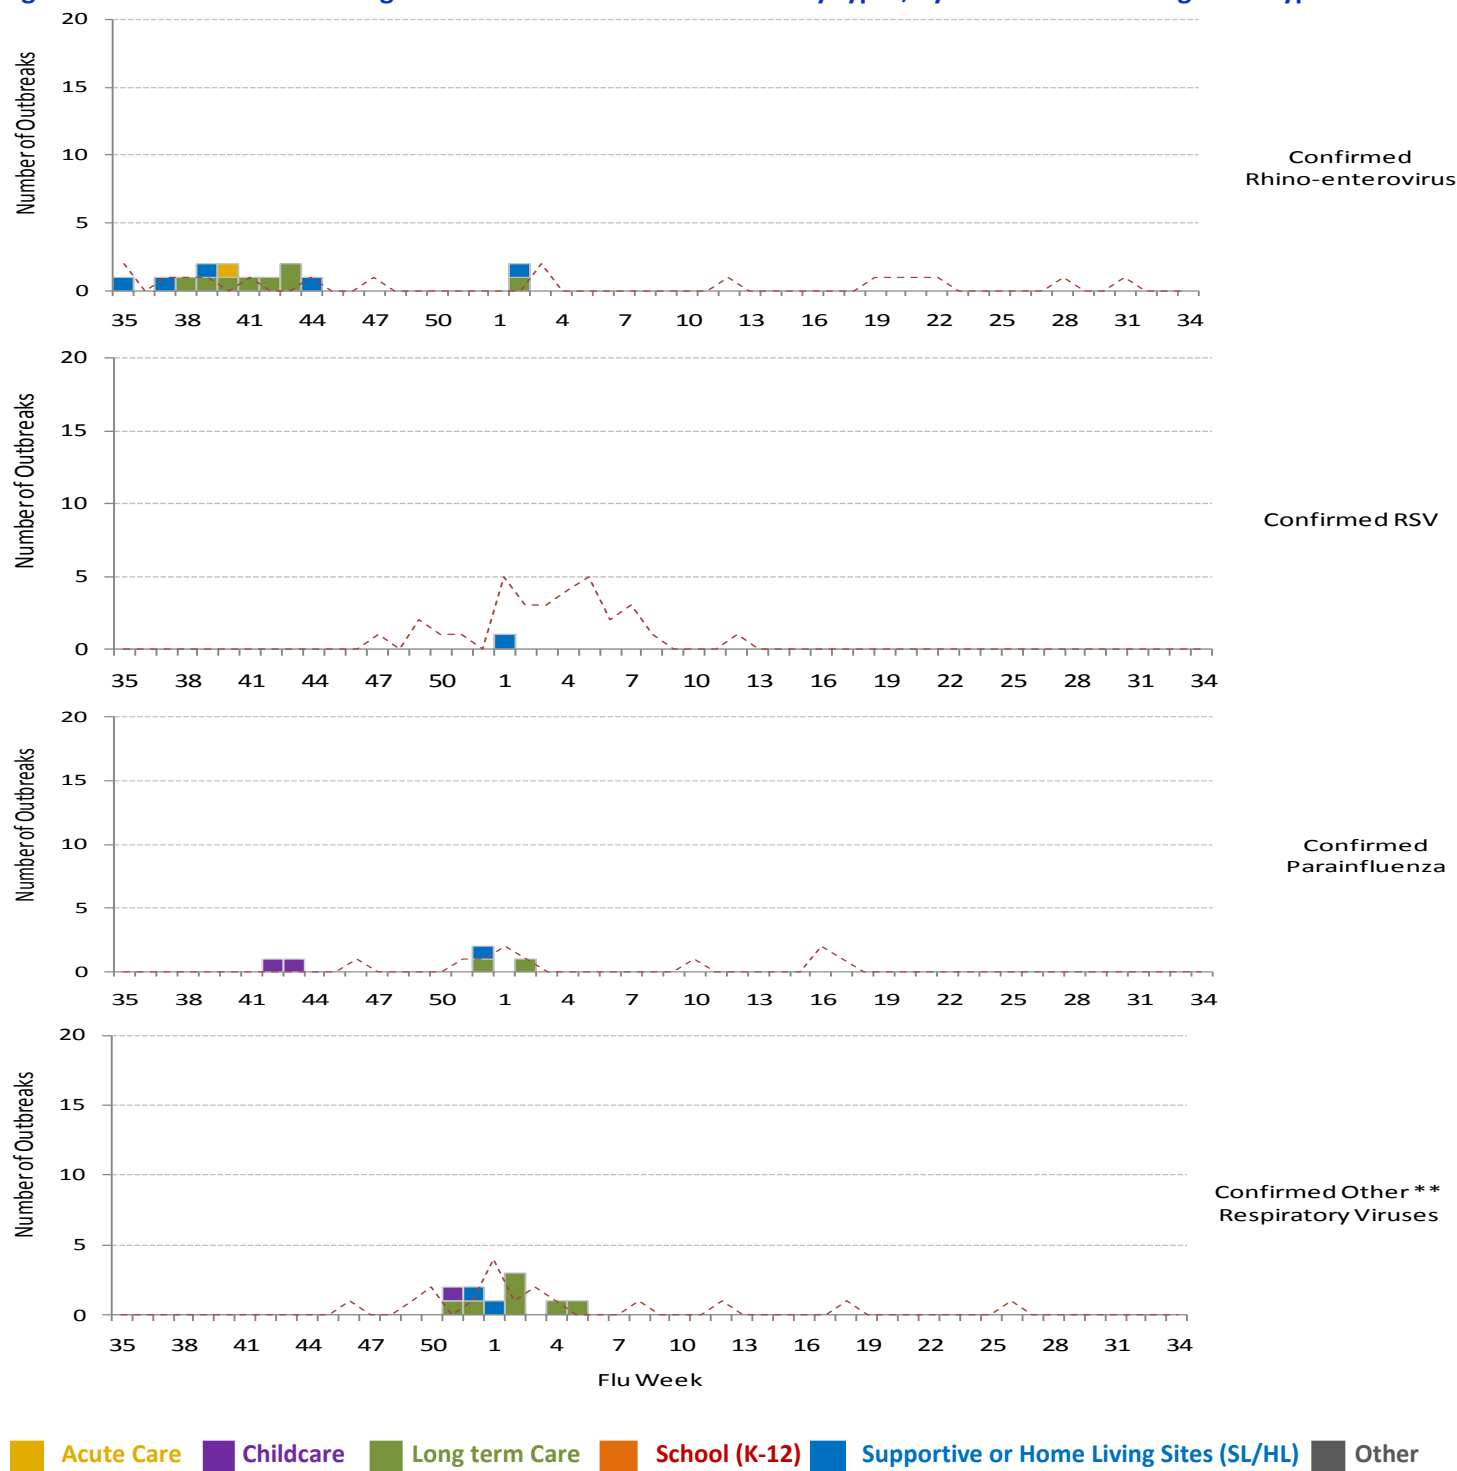 20
15
10
5
0
Number of Outbreaks
35 38 41 44 47 50 1 4 7 10 13 16 19 22 25 28 31 34
Confirmed
Rhino-enterovirus
20
15
10
5
0
Number of Outbreaks
35 38 41 44 47 50 1 4 7 10 13 16 19 22 25 28 31 34
Confirmed RSV
20
15
10
5
0
Number of Outbreaks
35 38 41 44 47 50 1 4 7 10 13 16 19 22 25 28 31 34
Confirmed
Parainfluenza
20
15
10
5
0
Number of Outbreaks
35 38 41 44 47 50 1 4 7 10 13 16 19 22 25 28 31 34
Confirmed Other **
Respiratory Viruses
Flu Week
Acute Care Childcare Long term Care School (K-12) Supportive or Home Living Sites (SL/HL) Other